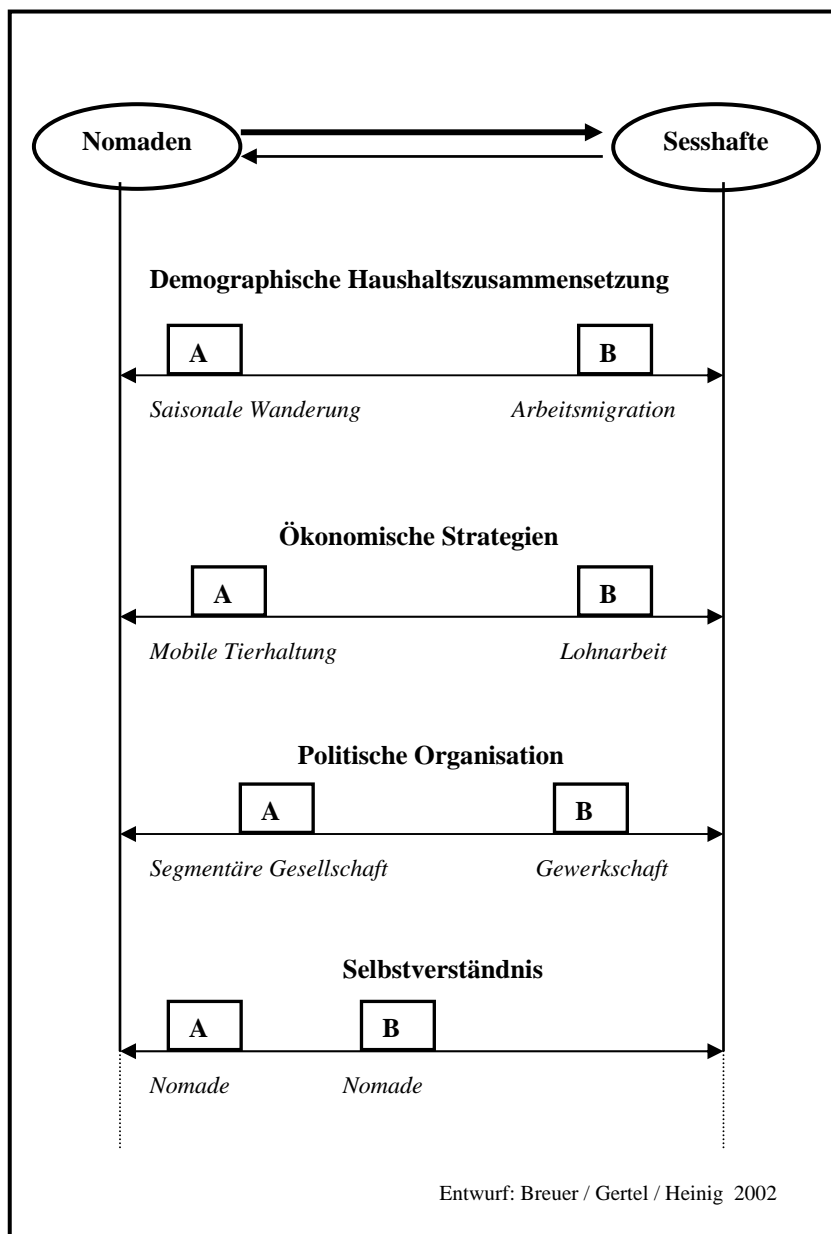 Nomaden Sesshafte
Demographische Haushaltszusammensetzung
A B
Saisonale Wanderung Arbeitsmigration
Ökonomische Strategien
A B
Mobile Tierhaltung Lohnarbeit
Politische Organisation
A B
Segmentäre Gesellschaft Gewerkschaft
Selbstverständnis
A B
Nomade Nomade
Entwurf: Breuer / Gertel / Heinig 2002